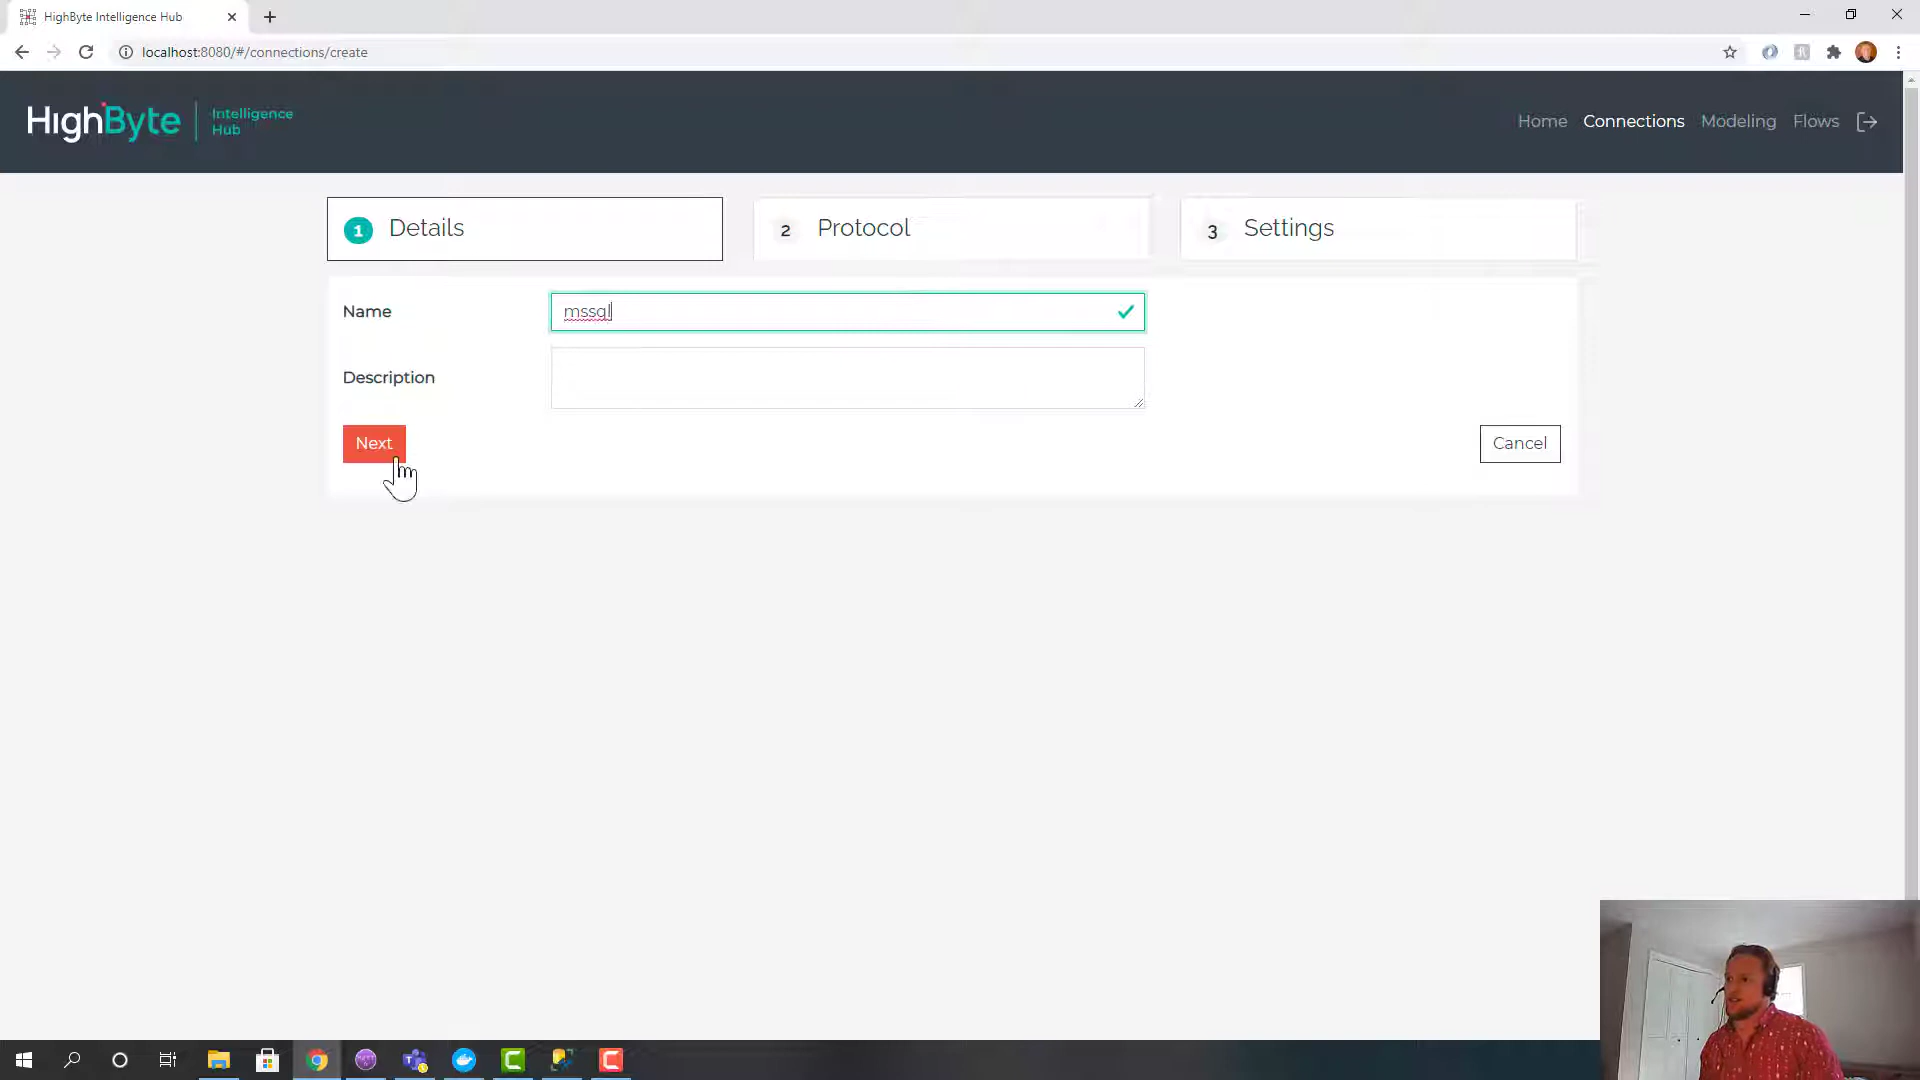 HighByte Intelligence Hub
localhost:8080/#/connections/create
HighByte
Intelligence
Hub
Home
Connections
Modeling
Flows
1
Details
2
Protocol
3
Settings
Name
mssql
Description
Next
Cancel